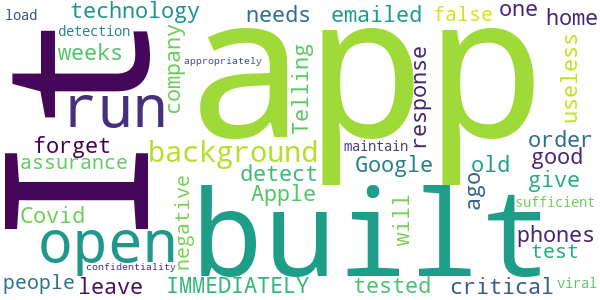 load technology needs emailed false one home
detection
weeks company appropriately Telling response useless
t app
run
forget background maintain order
assurance detect Google old good
I built Apple ago give
Covid negative will sufficient
open phones
confidentiality test
people leave IMMEDIATELY tested critical viral